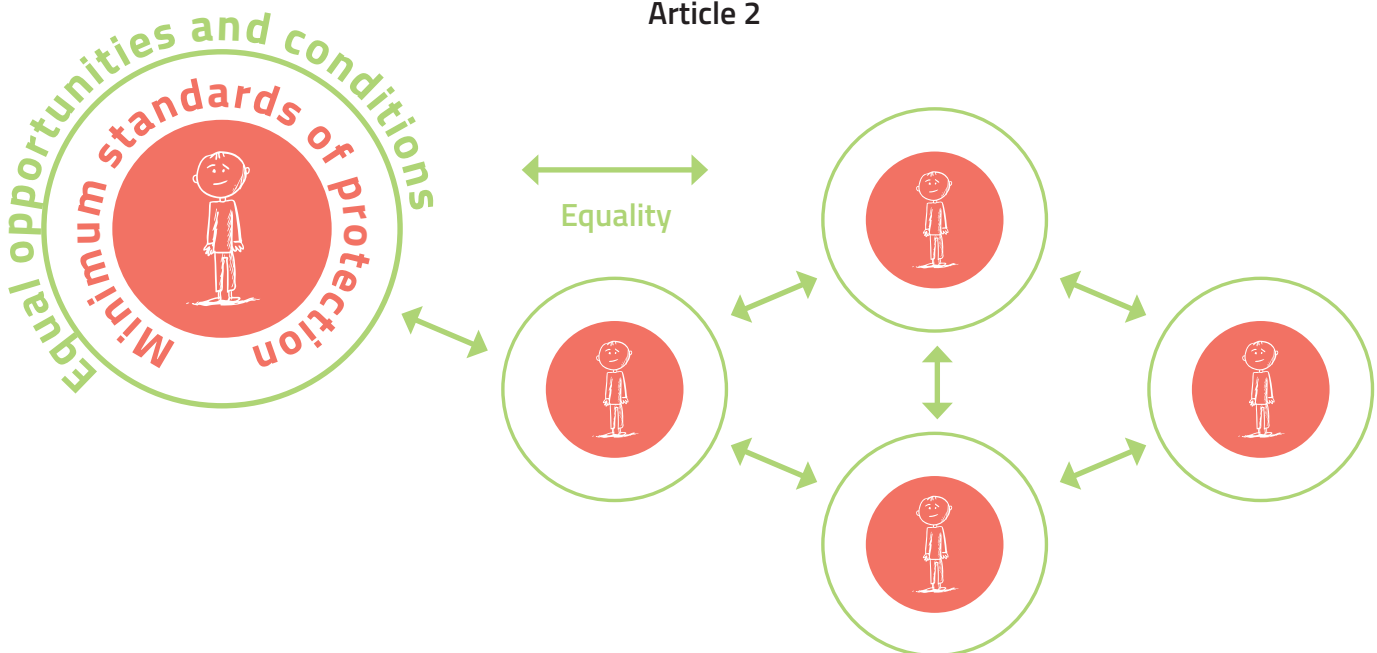 Article 2
Equal opportunities and conditions
Minimum standards of protection
Equality